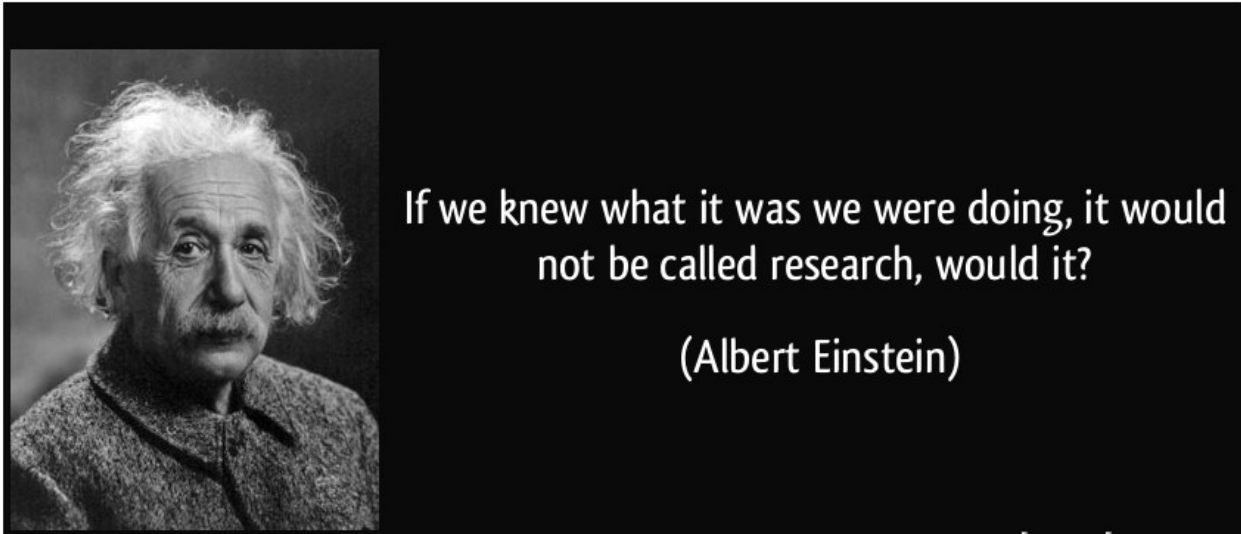 If we knew what it was we were doing, it would
not be called research, would it?
(Albert Einstein)